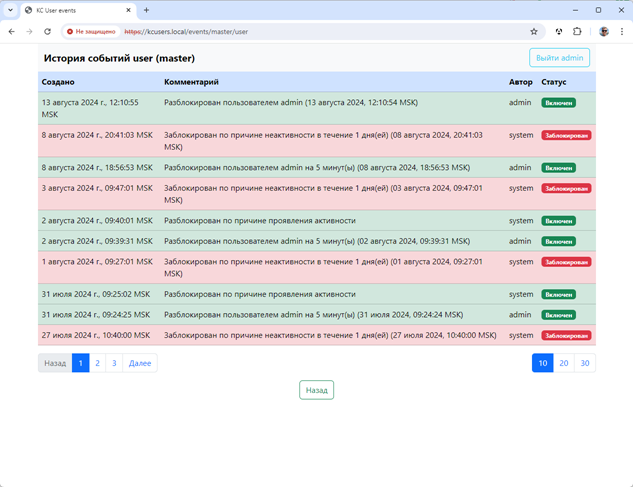 KC User events
Не защищено https://kcusers.local/events/master/user
История событий user (master)
Выйти admin
Создано Комментарий Автор Статус
13 августа 2024 г., 12:10:55 Разблокирован пользователем admin (13 августа 2024, 12:10:54 MSK) admin Включен
MSK
8 августа 2024 г., 20:41:03 MSK Заблокирован по причине неактивности в течение 1 дня(ей) (08 августа 2024, 20:41:03 system Заблокирован
MSK)
8 августа 2024 г., 18:56:53 MSK Разблокирован пользователем admin на 5 минут(ы) (08 августа 2024, 18:56:53 MSK) admin Включен
3 августа 2024 г., 09:47:01 MSK Заблокирован по причине неактивности в течение 1 дня(ей) (03 августа 2024, 09:47:01 system Заблокирован
MSK)
2 августа 2024 г., 09:40:01 MSK Разблокирован по причине проявления активности system Включен
2 августа 2024 г., 09:39:31 MSK Разблокирован пользователем admin на 5 минут(ы) (02 августа 2024, 09:39:31 MSK) admin Включен
1 августа 2024 г., 09:27:01 MSK Заблокирован по причине неактивности в течение 1 дня(ей) (01 августа 2024, 09:27:01 system Заблокирован
MSK)
31 июля 2024 г., 09:25:02 MSK Разблокирован по причине проявления активности system Включен
31 июля 2024 г., 09:24:25 MSK Разблокирован пользователем admin на 5 минут(ы) (31 июля 2024, 09:24:24 MSK) admin Включен
27 июля 2024 г., 10:40:00 MSK Заблокирован по причине неактивности в течение 1 дня(ей) (27 июля 2024, 10:40:00 MSK) system Заблокирован
Назад 1 2 3 Далее 10 20 30
Назад